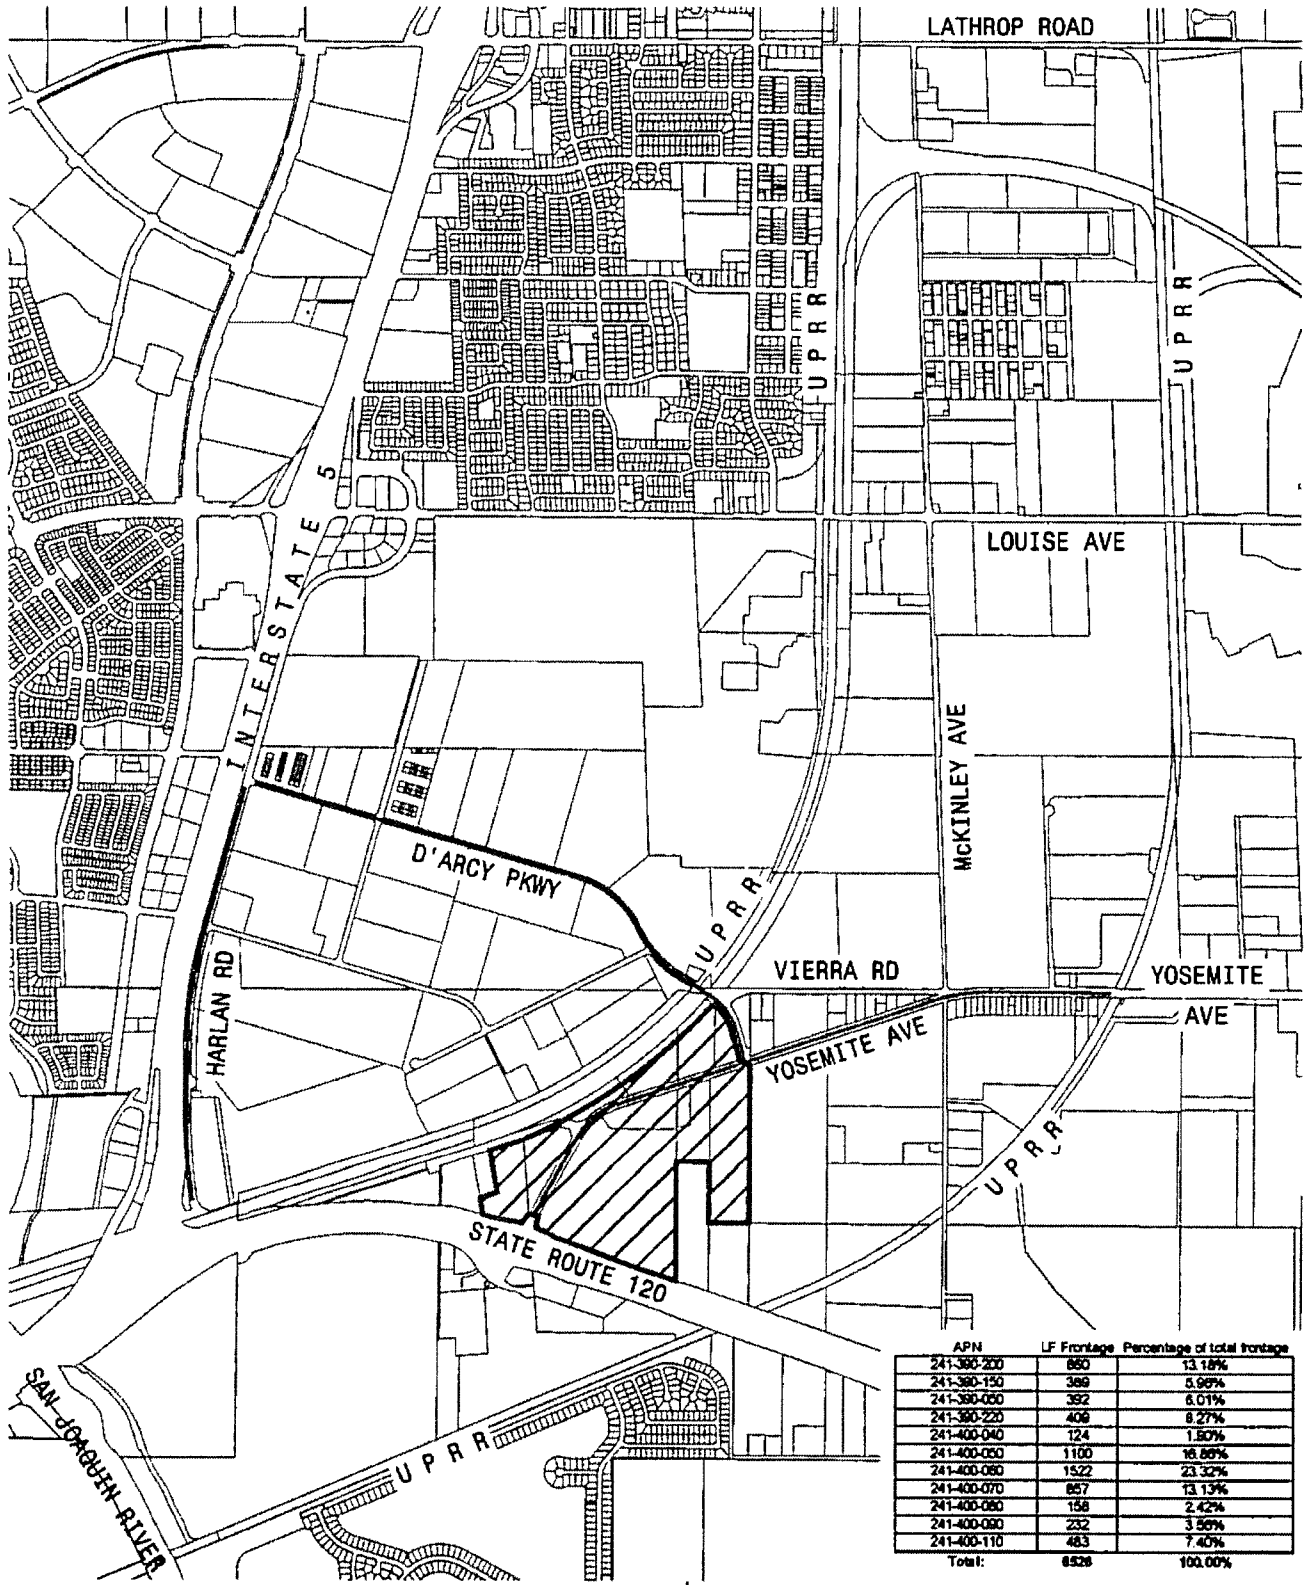 LATHROP ROAD
UPRR
UPRR
INTERSTATE 5
LOUISE AVE
McKINLEY AVE
D'ARCY PKWY
UPRR
HARLAN RD
VIERRA RD
YOSEMITE
AVE
YOSEMITE AVE
UPRR
STATE ROUTE 120
SAN JOAQUIN RIVER
UPRR
APN LF Frontage Percentage of total frontage
241-390-200 860 13.18%
241-390-150 389 5.96%
241-390-050 392 6.01%
241-390-220 409 6.27%
241-400-040 124 1.90%
241-400-050 1100 16.86%
241-400-060 1522 23.32%
241-400-070 857 13.13%
241-400-080 158 2.42%
241-400-090 232 3.56%
241-400-110 483 7.40%
Total: 6526 100.00%